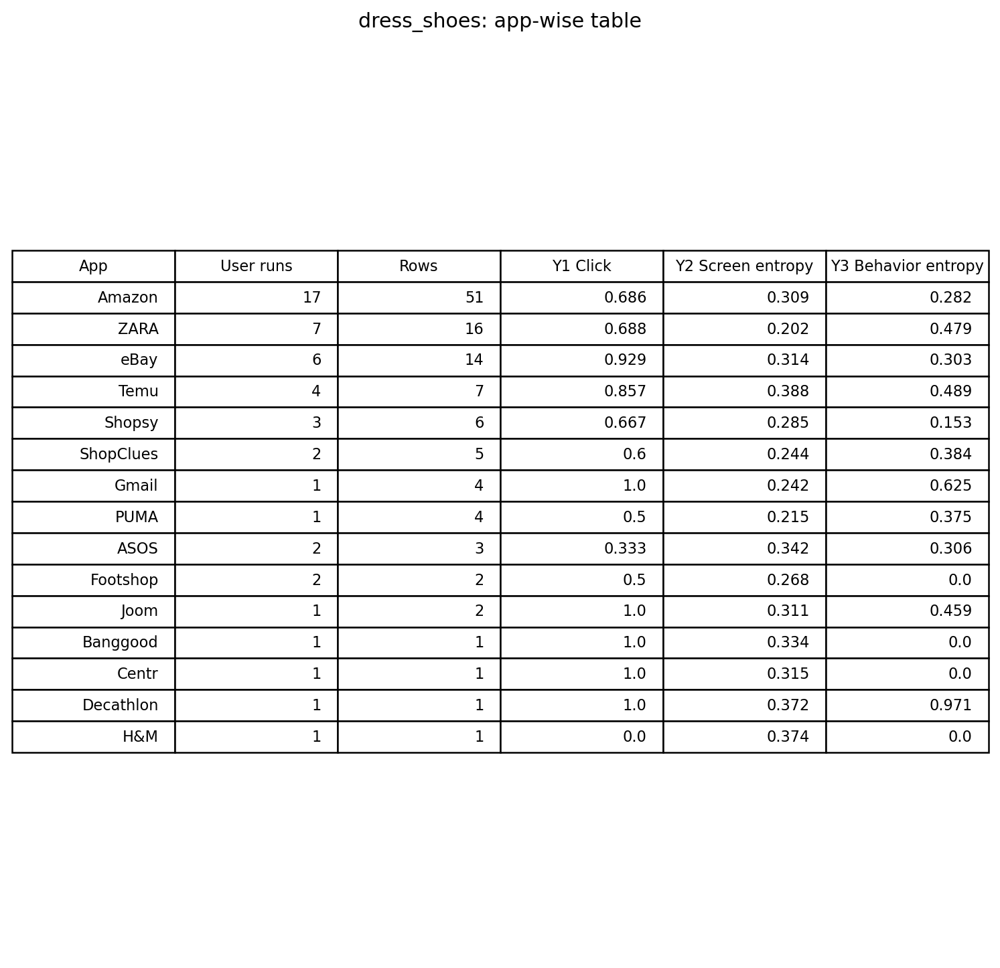 dress_shoes: app-wise table
App User runs Rows Y1 Click Y2 Screen entropy Y3 Behavior entropy
Amazon 17 51 0.686 0.309 0.282
ZARA 7 16 0.688 0.202 0.479
eBay 6 14 0.929 0.314 0.303
Temu 4 7 0.857 0.388 0.489
Shopsy 3 6 0.667 0.285 0.153
ShopClues 2 5 0.6 0.244 0.384
Gmail 1 4 1.0 0.242 0.625
PUMA 1 4 0.5 0.215 0.375
ASOS 2 3 0.333 0.342 0.306
Footshop 2 2 0.5 0.268 0.0
Joom 1 2 1.0 0.311 0.459
Banggood 1 1 1.0 0.334 0.0
Centr 1 1 1.0 0.315 0.0
Decathlon 1 1 1.0 0.372 0.971
H&M 1 1 0.0 0.374 0.0